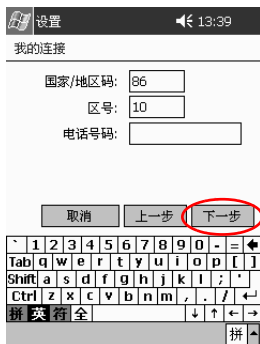 设置 13:39
我的连接
国家/地区码: 86
区号: 10
电话号码:
取消 上一步 下一步
` 1 2 3 4 5 6 7 8 9 0 - =
Tab q w e r t y u i o p [ ]
Shift a s d f g h j k l ; '
Ctrl z x c v b n m , . /
拼 英 符 全 ↓ ↑ ← →
拼